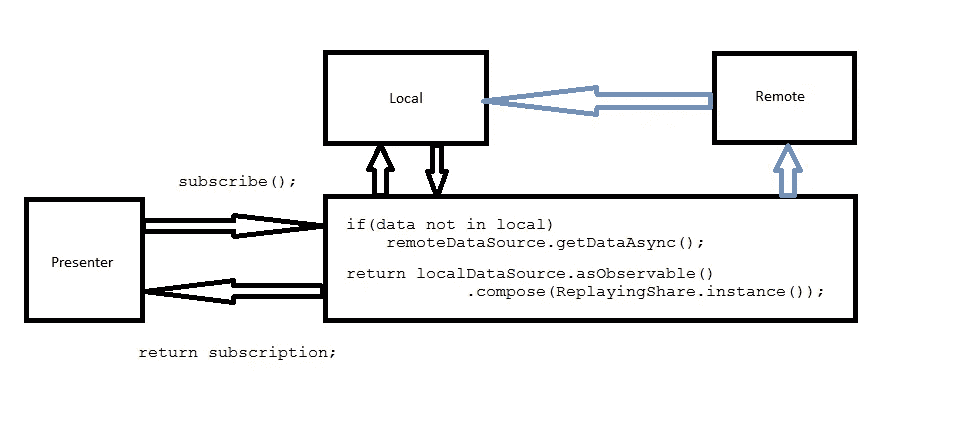 Local
Remote
subscribe();
if(data not in local)
remoteDataSource.getDataAsync();
Presenter
return localDataSource.asObservable()
.compose(ReplayingShare.instance());
return subscription;